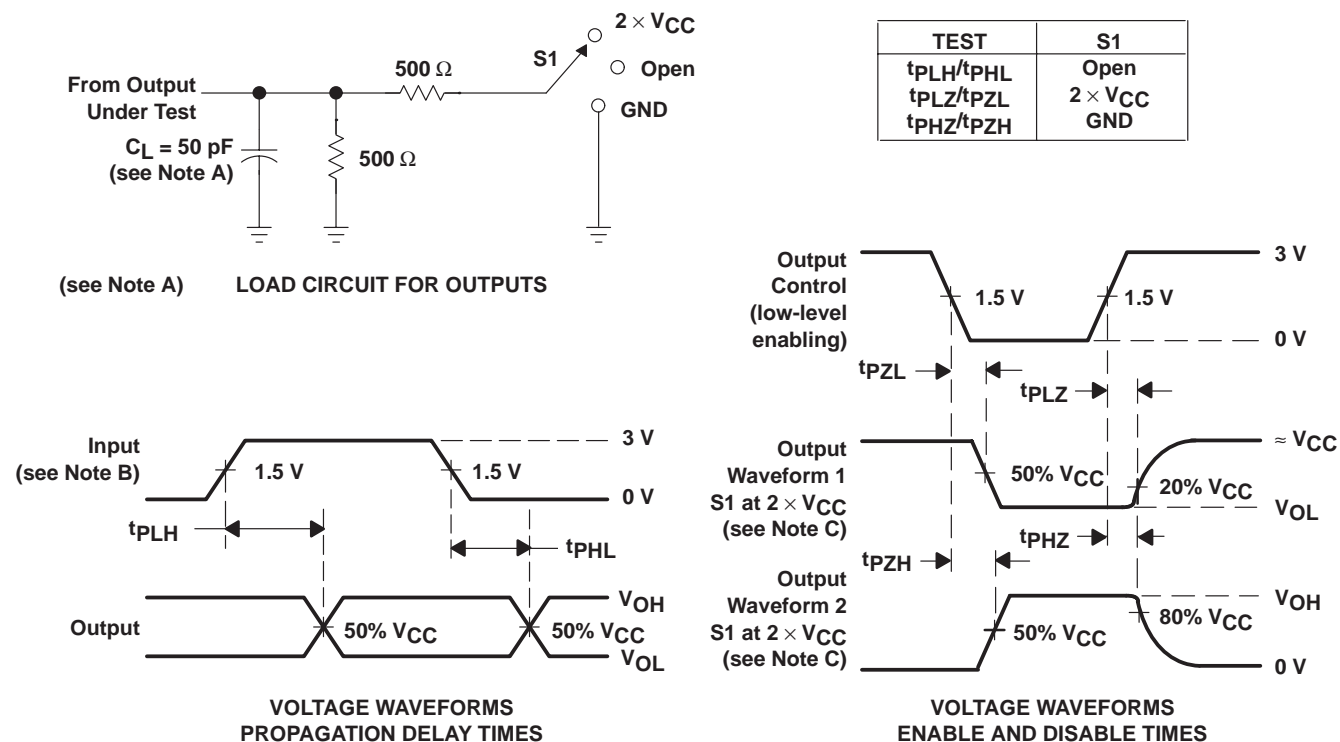 2 × VCC
S1
500 Ω
Open
From Output
Under Test
GND
CL = 50 pF
(see Note A)
500 Ω
(see Note A) LOAD CIRCUIT FOR OUTPUTS
TEST S1
tPLH/tPHL Open
tPLZ/tPZL 2 × VCC
tPHZ/tPZH GND
Input
(see Note B)
3 V
1.5 V 1.5 V
0 V
tPLH
tPHL
Output
VOH
50% VCC 50% VCC
VOL
VOLTAGE WAVEFORMS
PROPAGATION DELAY TIMES
Output
Control
(low-level
enabling)
3 V
1.5 V 1.5 V
0 V
tPZL
tPLZ
Output
Waveform 1
S1 at 2 × VCC
(see Note C)
≈ VCC
50% VCC
20% VCC
VOL
tPHZ
tPZH
Output
Waveform 2
S1 at 2 × VCC
(see Note C)
VOH
50% VCC
80% VCC
0 V
VOLTAGE WAVEFORMS
ENABLE AND DISABLE TIMES